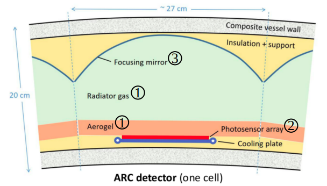 ~ 27 cm
Composite vessel wall
Insulation + support
Focusing mirror ③
20 cm
Radiator gas ①
Aerogel ①
Photosensor array ②
Cooling plate
ARC detector (one cell)